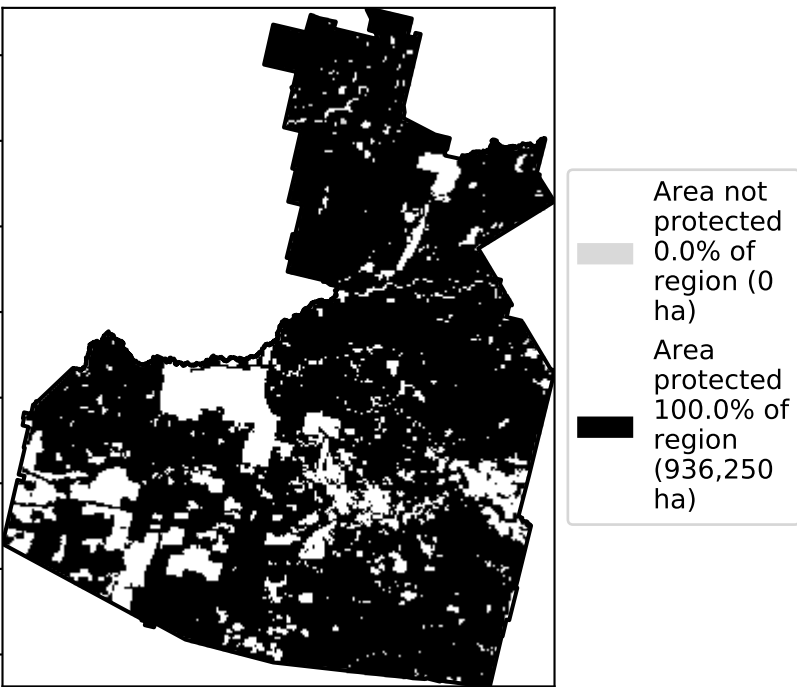 Area not
protected
0.0% of
region (0
ha)
Area
protected
100.0% of
region
(936,250
ha)